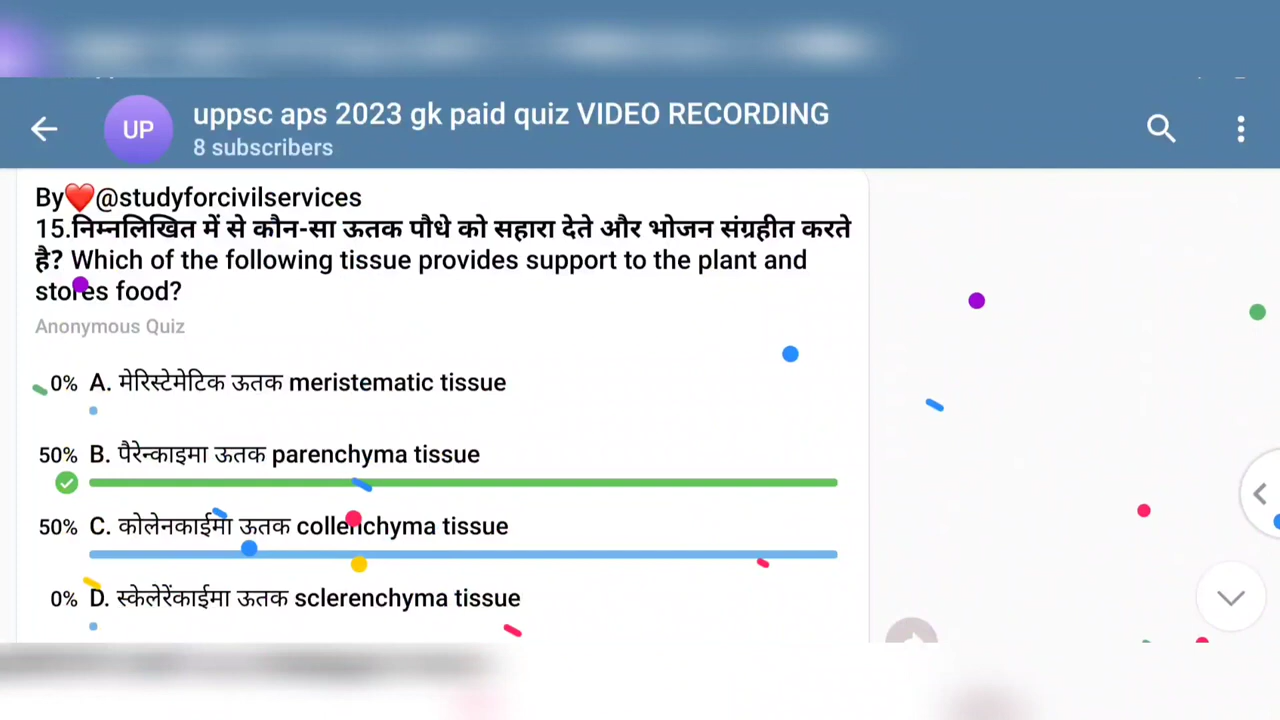 UP
uppsc aps 2023 gk paid quiz VIDEO RECORDING
8 subscribers
By❤️@studyforcivilservices
15.निम्नलिखित में से कौन-सा ऊतक पौधे को सहारा देते और भोजन संग्रहीत करते
है? Which of the following tissue provides support to the plant and
stores food?
Anonymous Quiz
0% A. मेरिस्टेमेटिक ऊतक meristematic tissue
50% B. पैरेन्काइमा ऊतक parenchyma tissue
50% C. कोलेनकाईमा ऊतक collenchyma tissue
0% D. स्केलेरेंकाईमा ऊतक sclerenchyma tissue